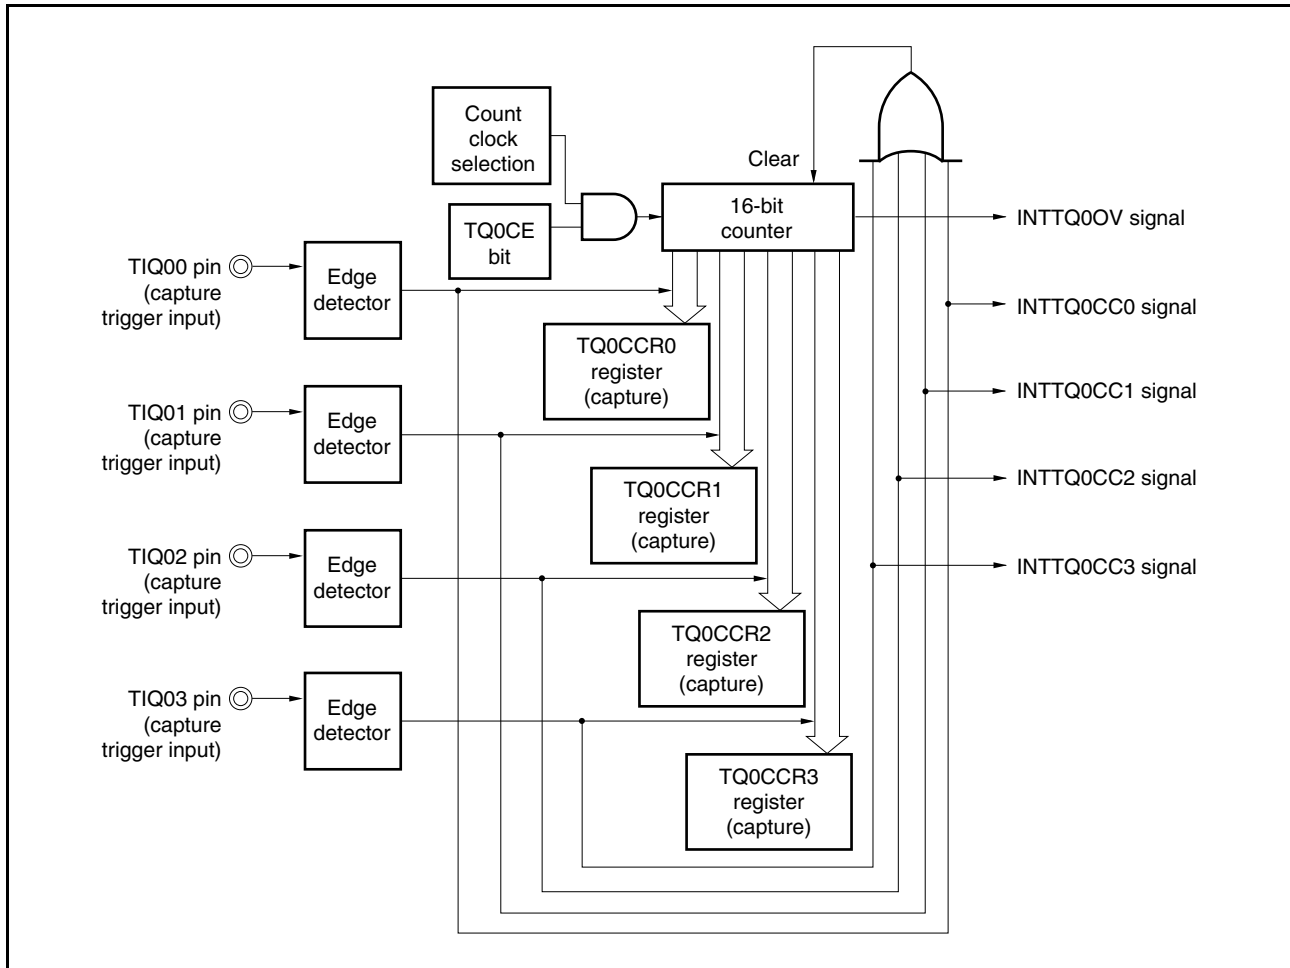 Count
clock
selection
Clear
TQ0CE
bit
16-bit
counter
INTTQ0OV signal
TIQ00 pin
(capture
trigger input)
Edge
detector
INTTQ0CC0 signal
TQ0CCR0
register
(capture)
TIQ01 pin
(capture
trigger input)
Edge
detector
INTTQ0CC1 signal
TQ0CCR1
register
(capture)
INTTQ0CC2 signal
TIQ02 pin
(capture
trigger input)
Edge
detector
INTTQ0CC3 signal
TQ0CCR2
register
(capture)
TIQ03 pin
(capture
trigger input)
Edge
detector
TQ0CCR3
register
(capture)